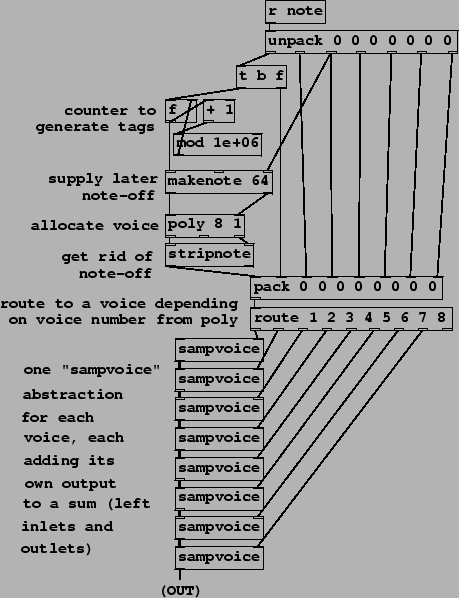 r note
unpack 0 0 0 0 0 0 0
t b f
counter to
generate tags
f
+ 1
mod 1e+06
supply later
note-off
makenote 64
allocate voice
poly 8 1
get rid of
note-off
stripnote
pack 0 0 0 0 0 0 0 0
route to a voice depending
on voice number from poly
route 1 2 3 4 5 6 7 8
sampvoice
one "sampvoice"
sampvoice
abstraction
sampvoice
for each
voice, each
sampvoice
adding its
sampvoice
own output
sampvoice
to a sum (left
inlets and
sampvoice
outlets)
sampvoice
(OUT)